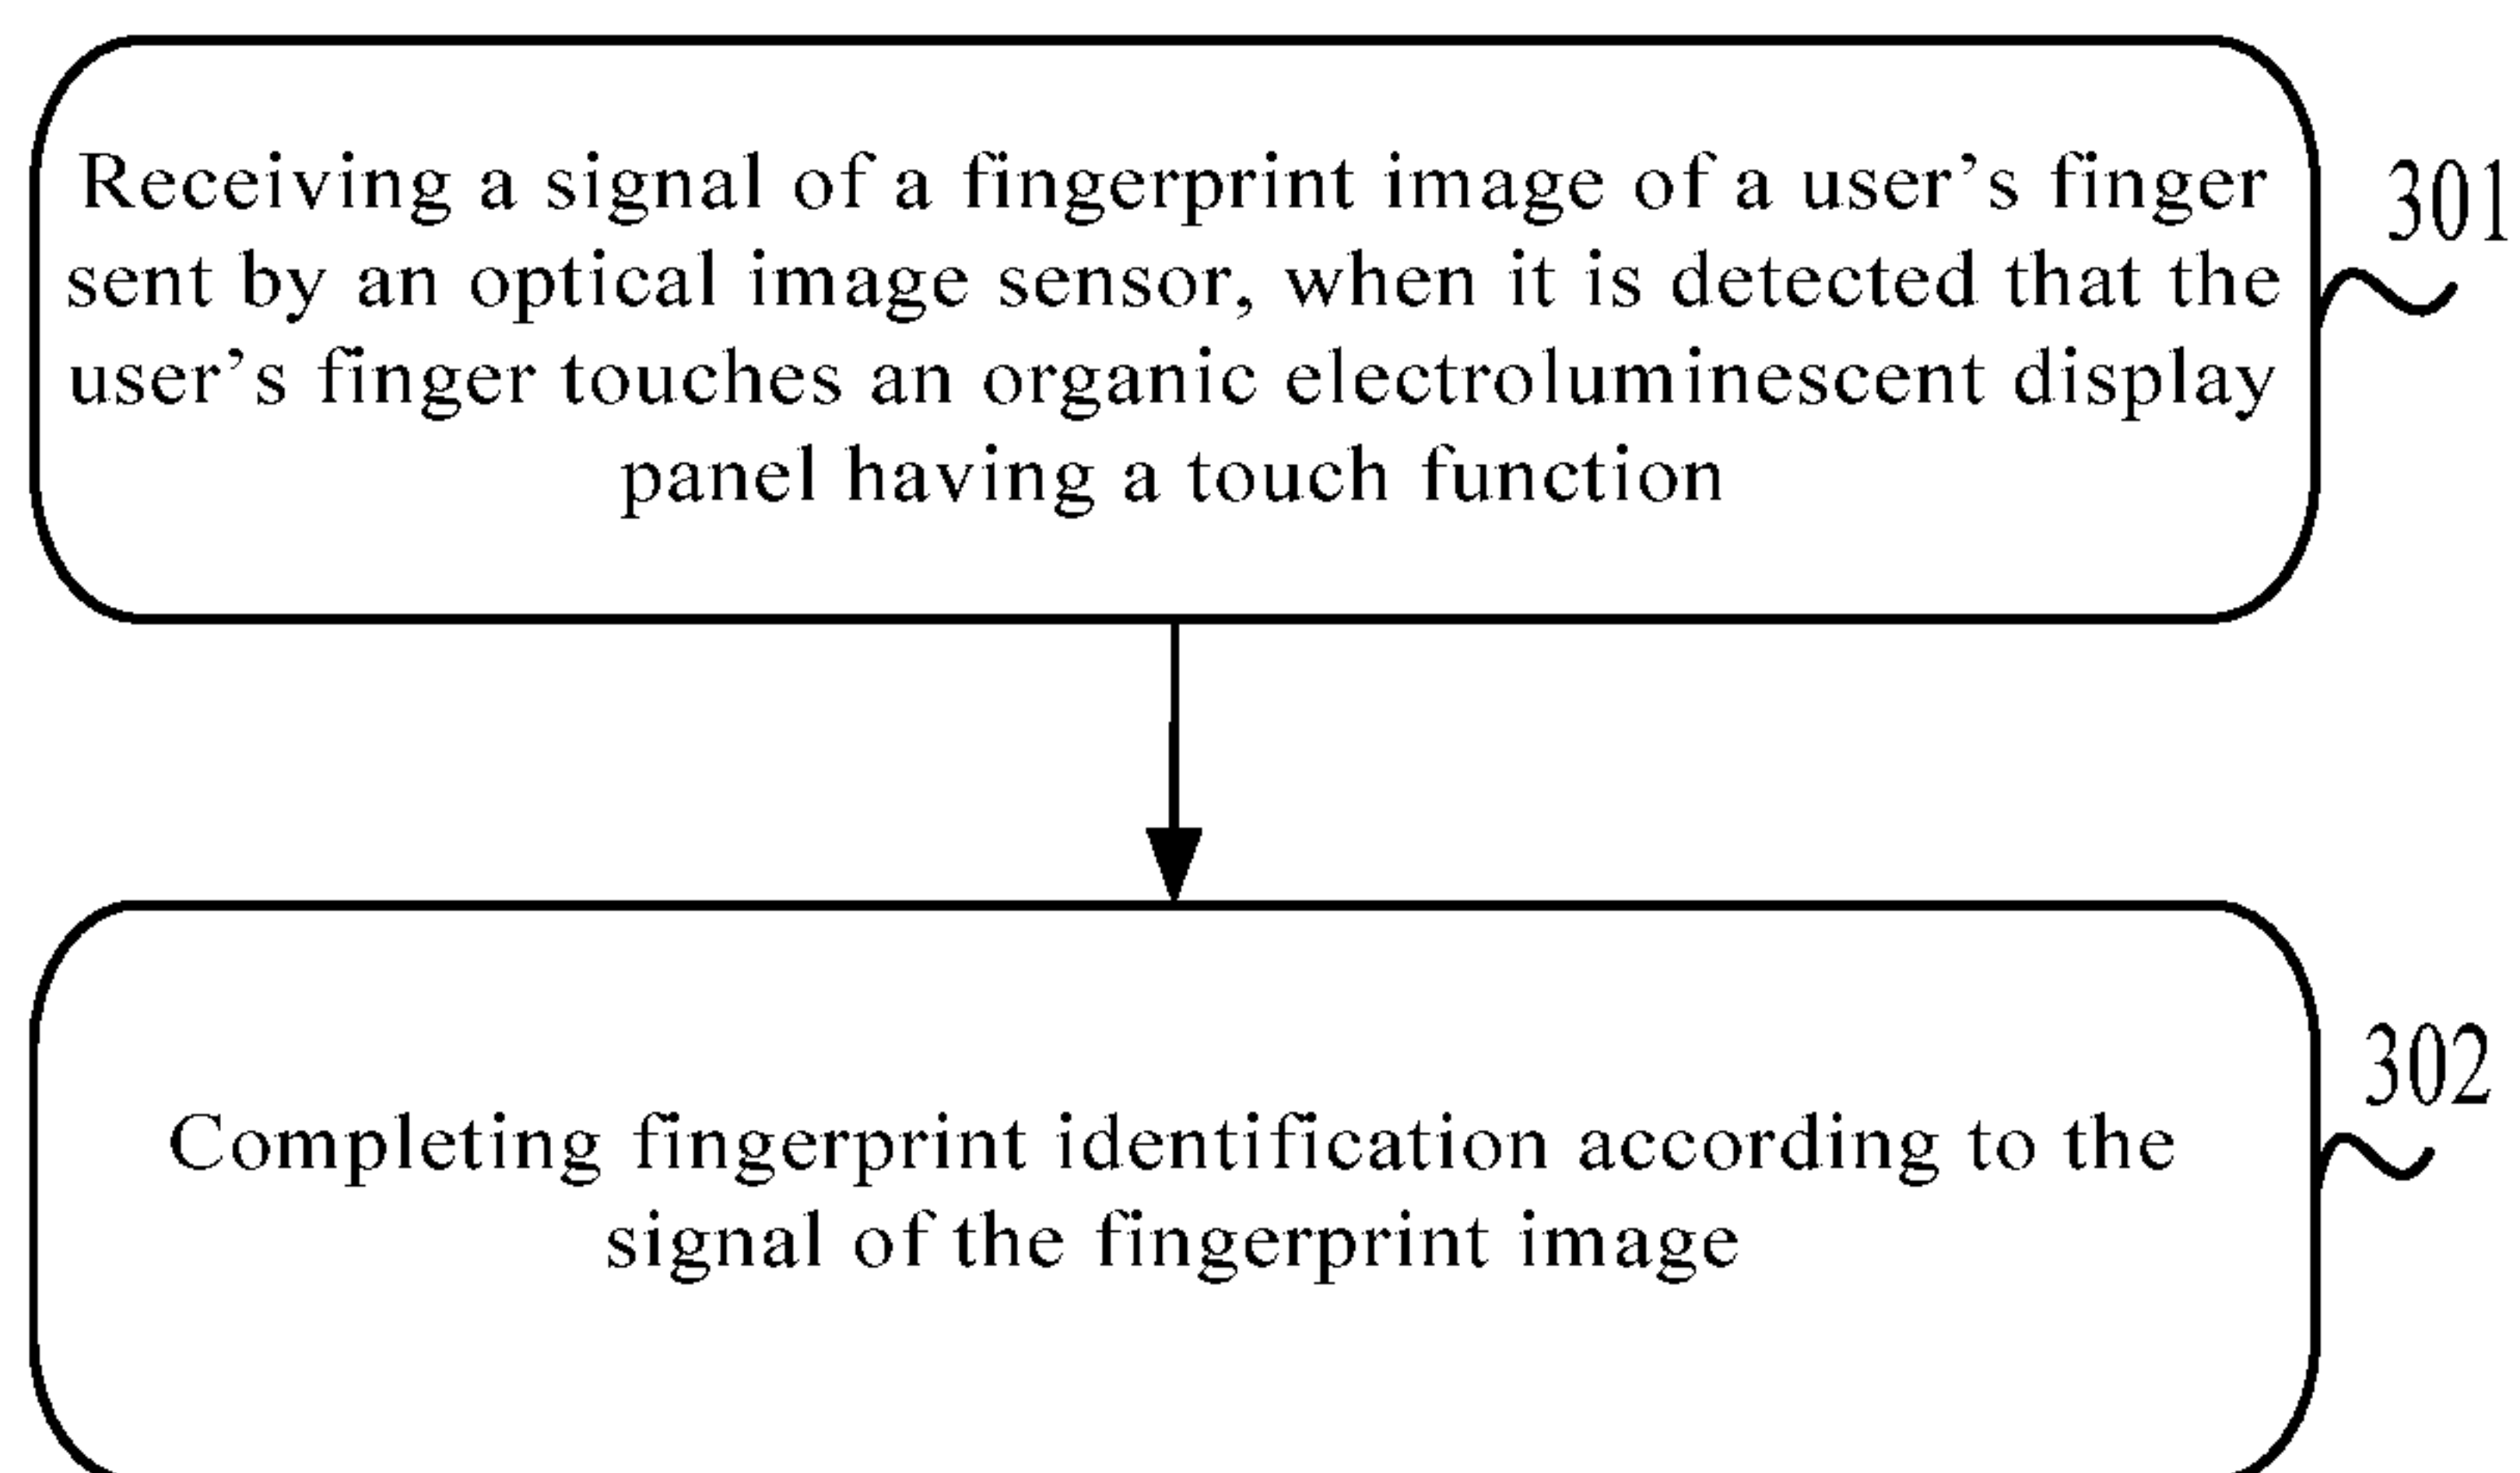 Receiving a signal of a fingerprint image of a user’s finger
sent by an optical image sensor, when it is detected that the
user’s finger touches an organic electroluminescent display
panel having a touch function
301
Completing fingerprint identification according to the
signal of the fingerprint image
302